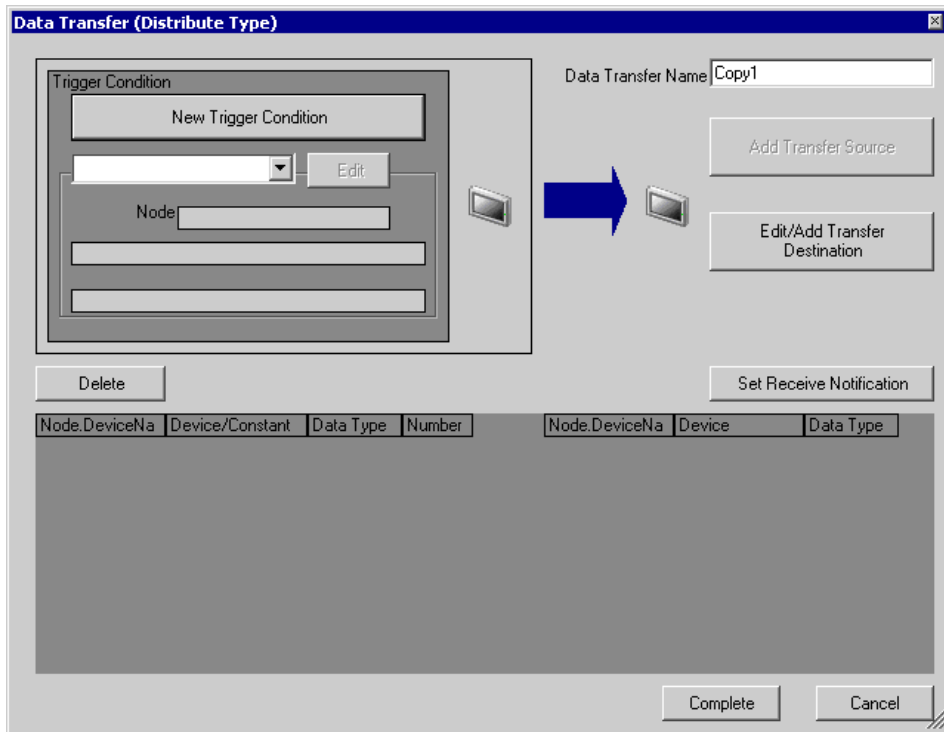 Data Transfer (Distribute Type)
Trigger Condition
New Trigger Condition
Edit
Node
Data Transfer Name Copy1
Add Transfer Source
Edit/Add Transfer
Destination
Delete
Set Receive Notification
Node.DeviceNa Device/Constant Data Type Number Node.DeviceNa Device Data Type
Complete Cancel